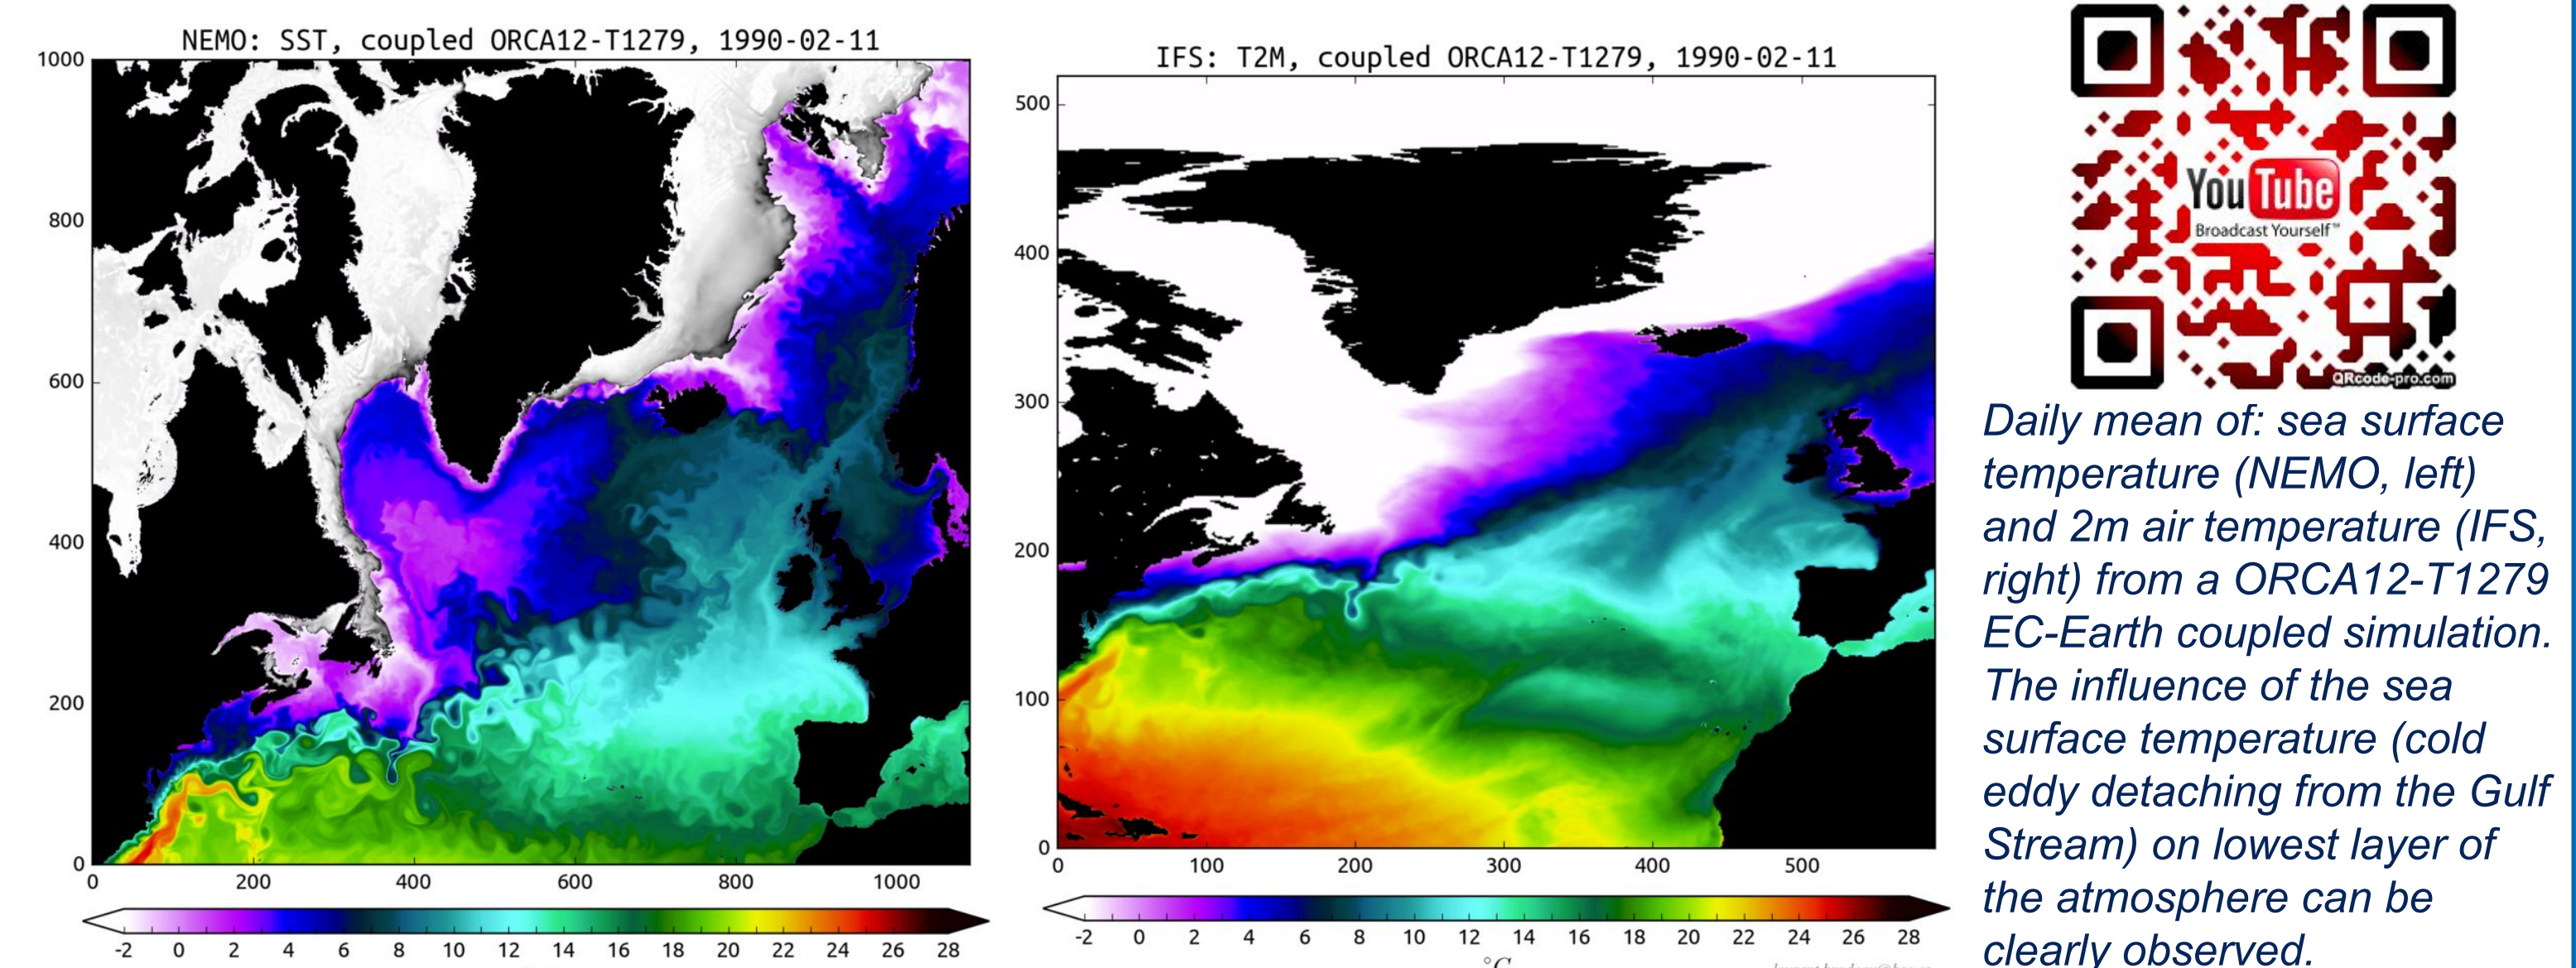 NEMO: SST, coupled ORCA12-T1279, 1990-02-11
1000
800
600
400
200
0
0 200 400 600 800 1000
-2 0 2 4 6 8 10 12 14 16 18 20 22 24 26 28
IFS: T2M, coupled ORCA12-T1279, 1990-02-11
500
400
300
200
100
0
0 100 200 300 400 500
-2 0 2 4 6 8 10 12 14 16 18 20 22 24 26 28
°C
You Tube
Broadcast Yourself™
QRcode-pro.com
Daily mean of: sea surface
temperature (NEMO, left)
and 2m air temperature (IFS,
right) from a ORCA12-T1279
EC-Earth coupled simulation.
The influence of the sea
surface temperature (cold
eddy detaching from the Gulf
Stream) on lowest layer of
the atmosphere can be
clearly observed.